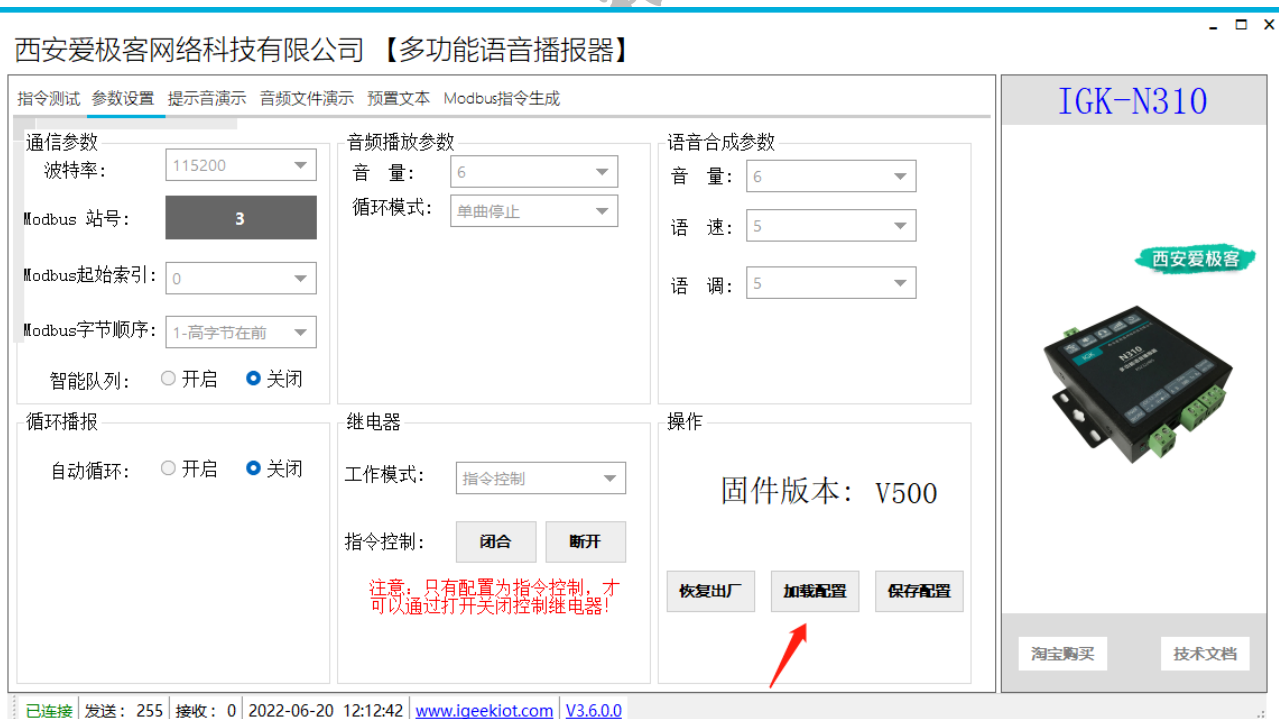 西安爱极客网络科技有限公司 【多功能语音播报器】
指令测试 参数设置 提示音演示 音频文件演示 预置文本 Modbus指令生成
通信参数
波特率： 115200
Modbus 站号： 3
Modbus起始索引： 0
Modbus字节顺序： 1-高字节在前
智能队列： 开启 关闭
音频播放参数
音 量： 6
循环模式： 单曲停止
语音合成参数
音 量： 6
语 速： 5
语 调： 5
循环播报
自动循环： 开启 关闭
继电器
工作模式： 指令控制
指令控制： 闭合 断开
注意：只有配置为指令控制，才
可以通过打开关闭控制继电器！
操作
固件版本： V500
恢复出厂 加载配置 保存配置
IGK-N310
西安爱极客
IGK
N310
淘宝购买 技术文档
已连接 发送： 255 接收： 0 2022-06-20 12:12:42 www.igeekiot.com V3.6.0.0